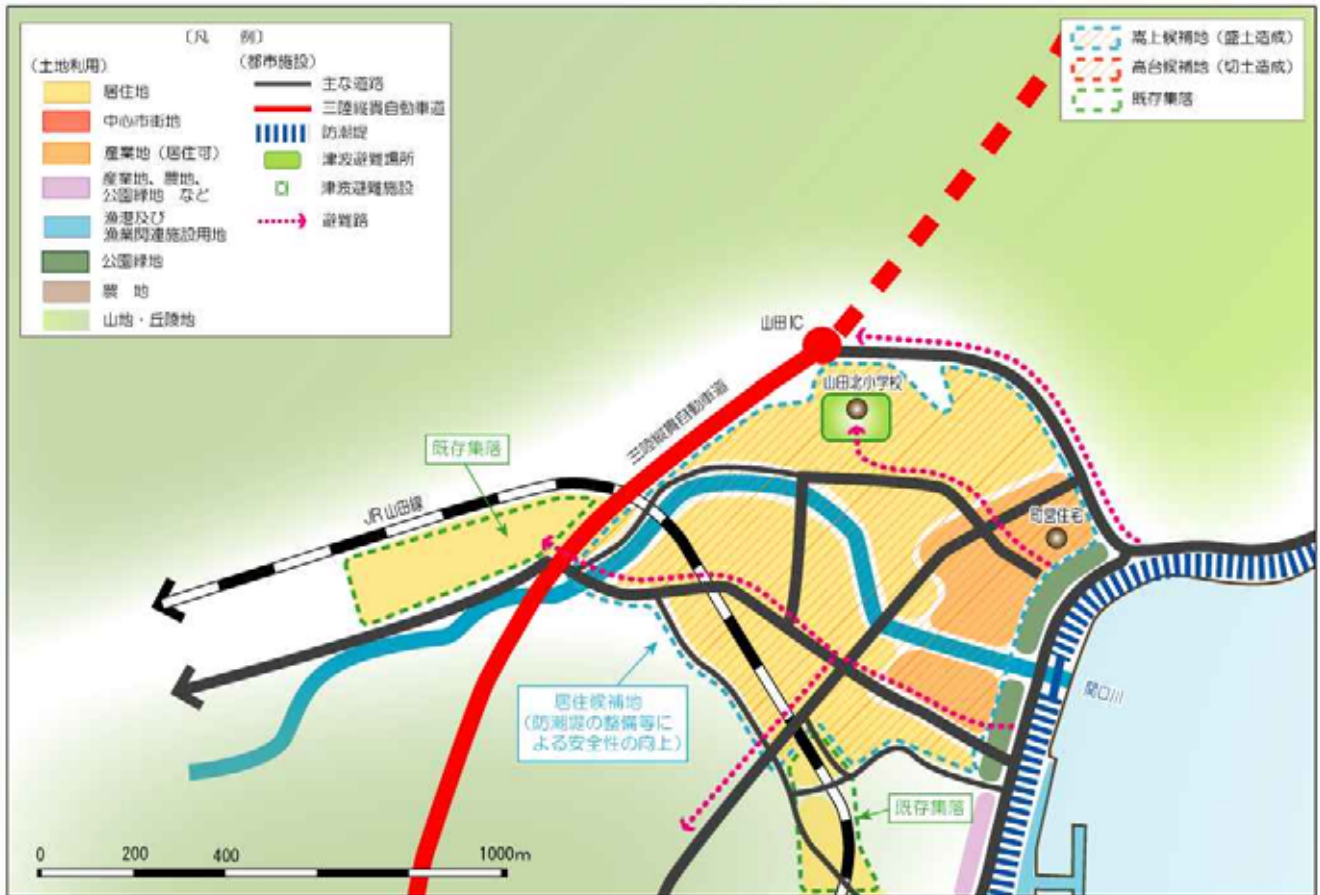 〔凡　例〕
（土地利用）
居住地
中心市街地
産業地（居住可）
産業地、農地、
公園緑地 など
漁港及び
漁業関連施設用地
公園緑地
農　地
山地・丘陵地
（都市施設）
主な道路
三陸縦貫自動車道
防潮堤
津波避難場所
津波避難施設
避難路
嵩上候補地（盛土造成）
高台候補地（切土造成）
既存集落
山田IC
山田北小学校
三陸縦貫自動車道
既存集落
JR山田線
町営住宅
関口川
居住候補地
（防潮堤の整備等に
よる安全性の向上）
既存集落
0
200
400
1000m